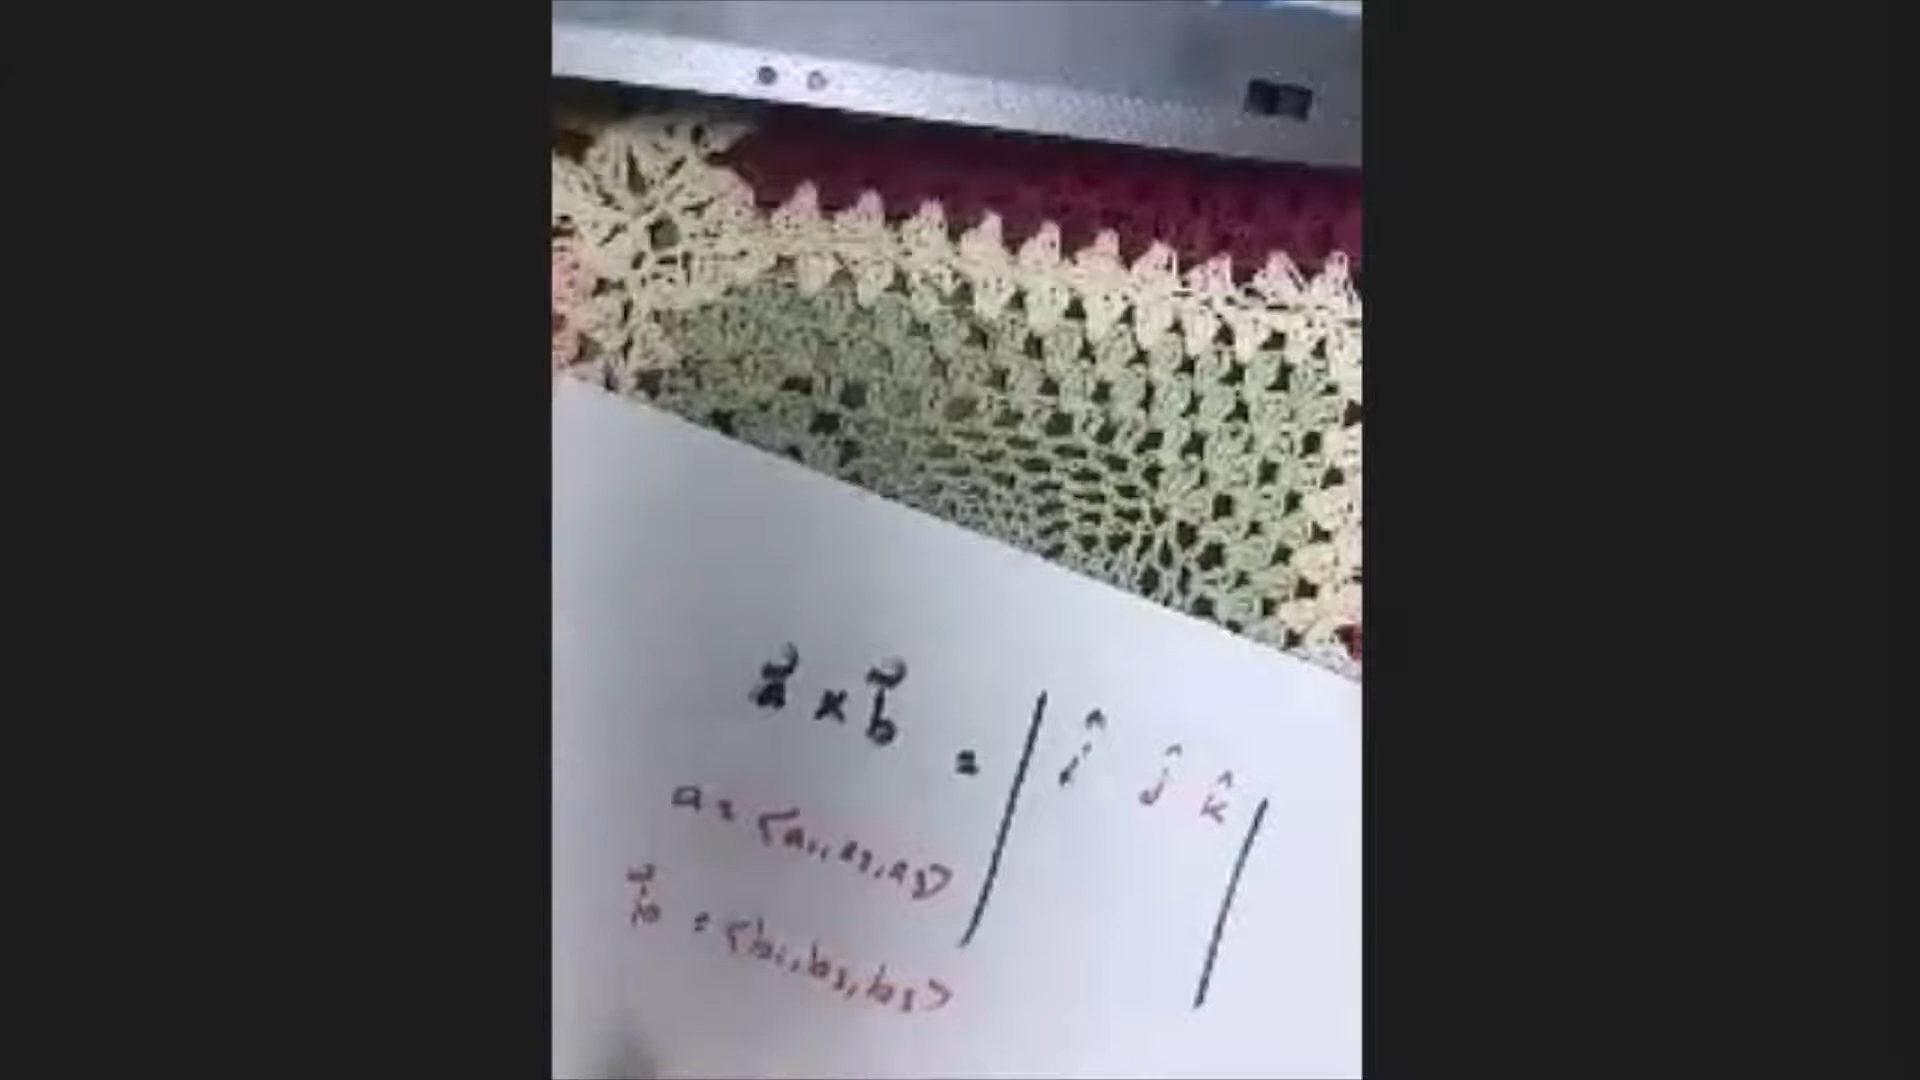 a⃗ × b⃗ = | î ĵ k̂ |
a = <a₁, a₂, a₃>
b⃗ = <b₁, b₂, b₃>